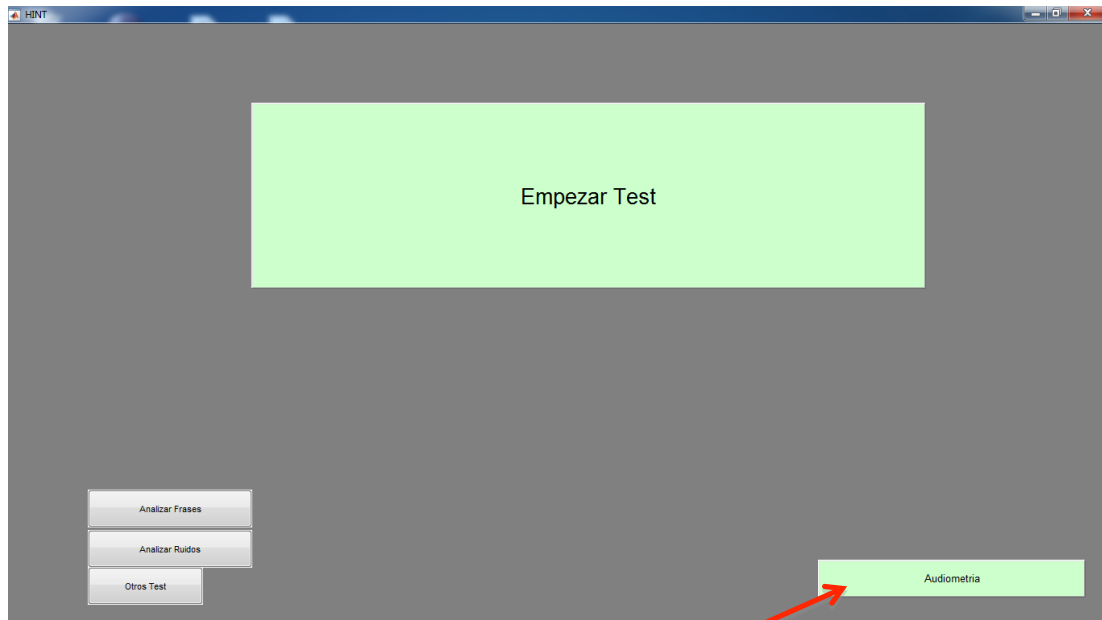 HINT
Empezar Test
Analizar Frases
Analizar Ruidos
Otros Test
Audiometria